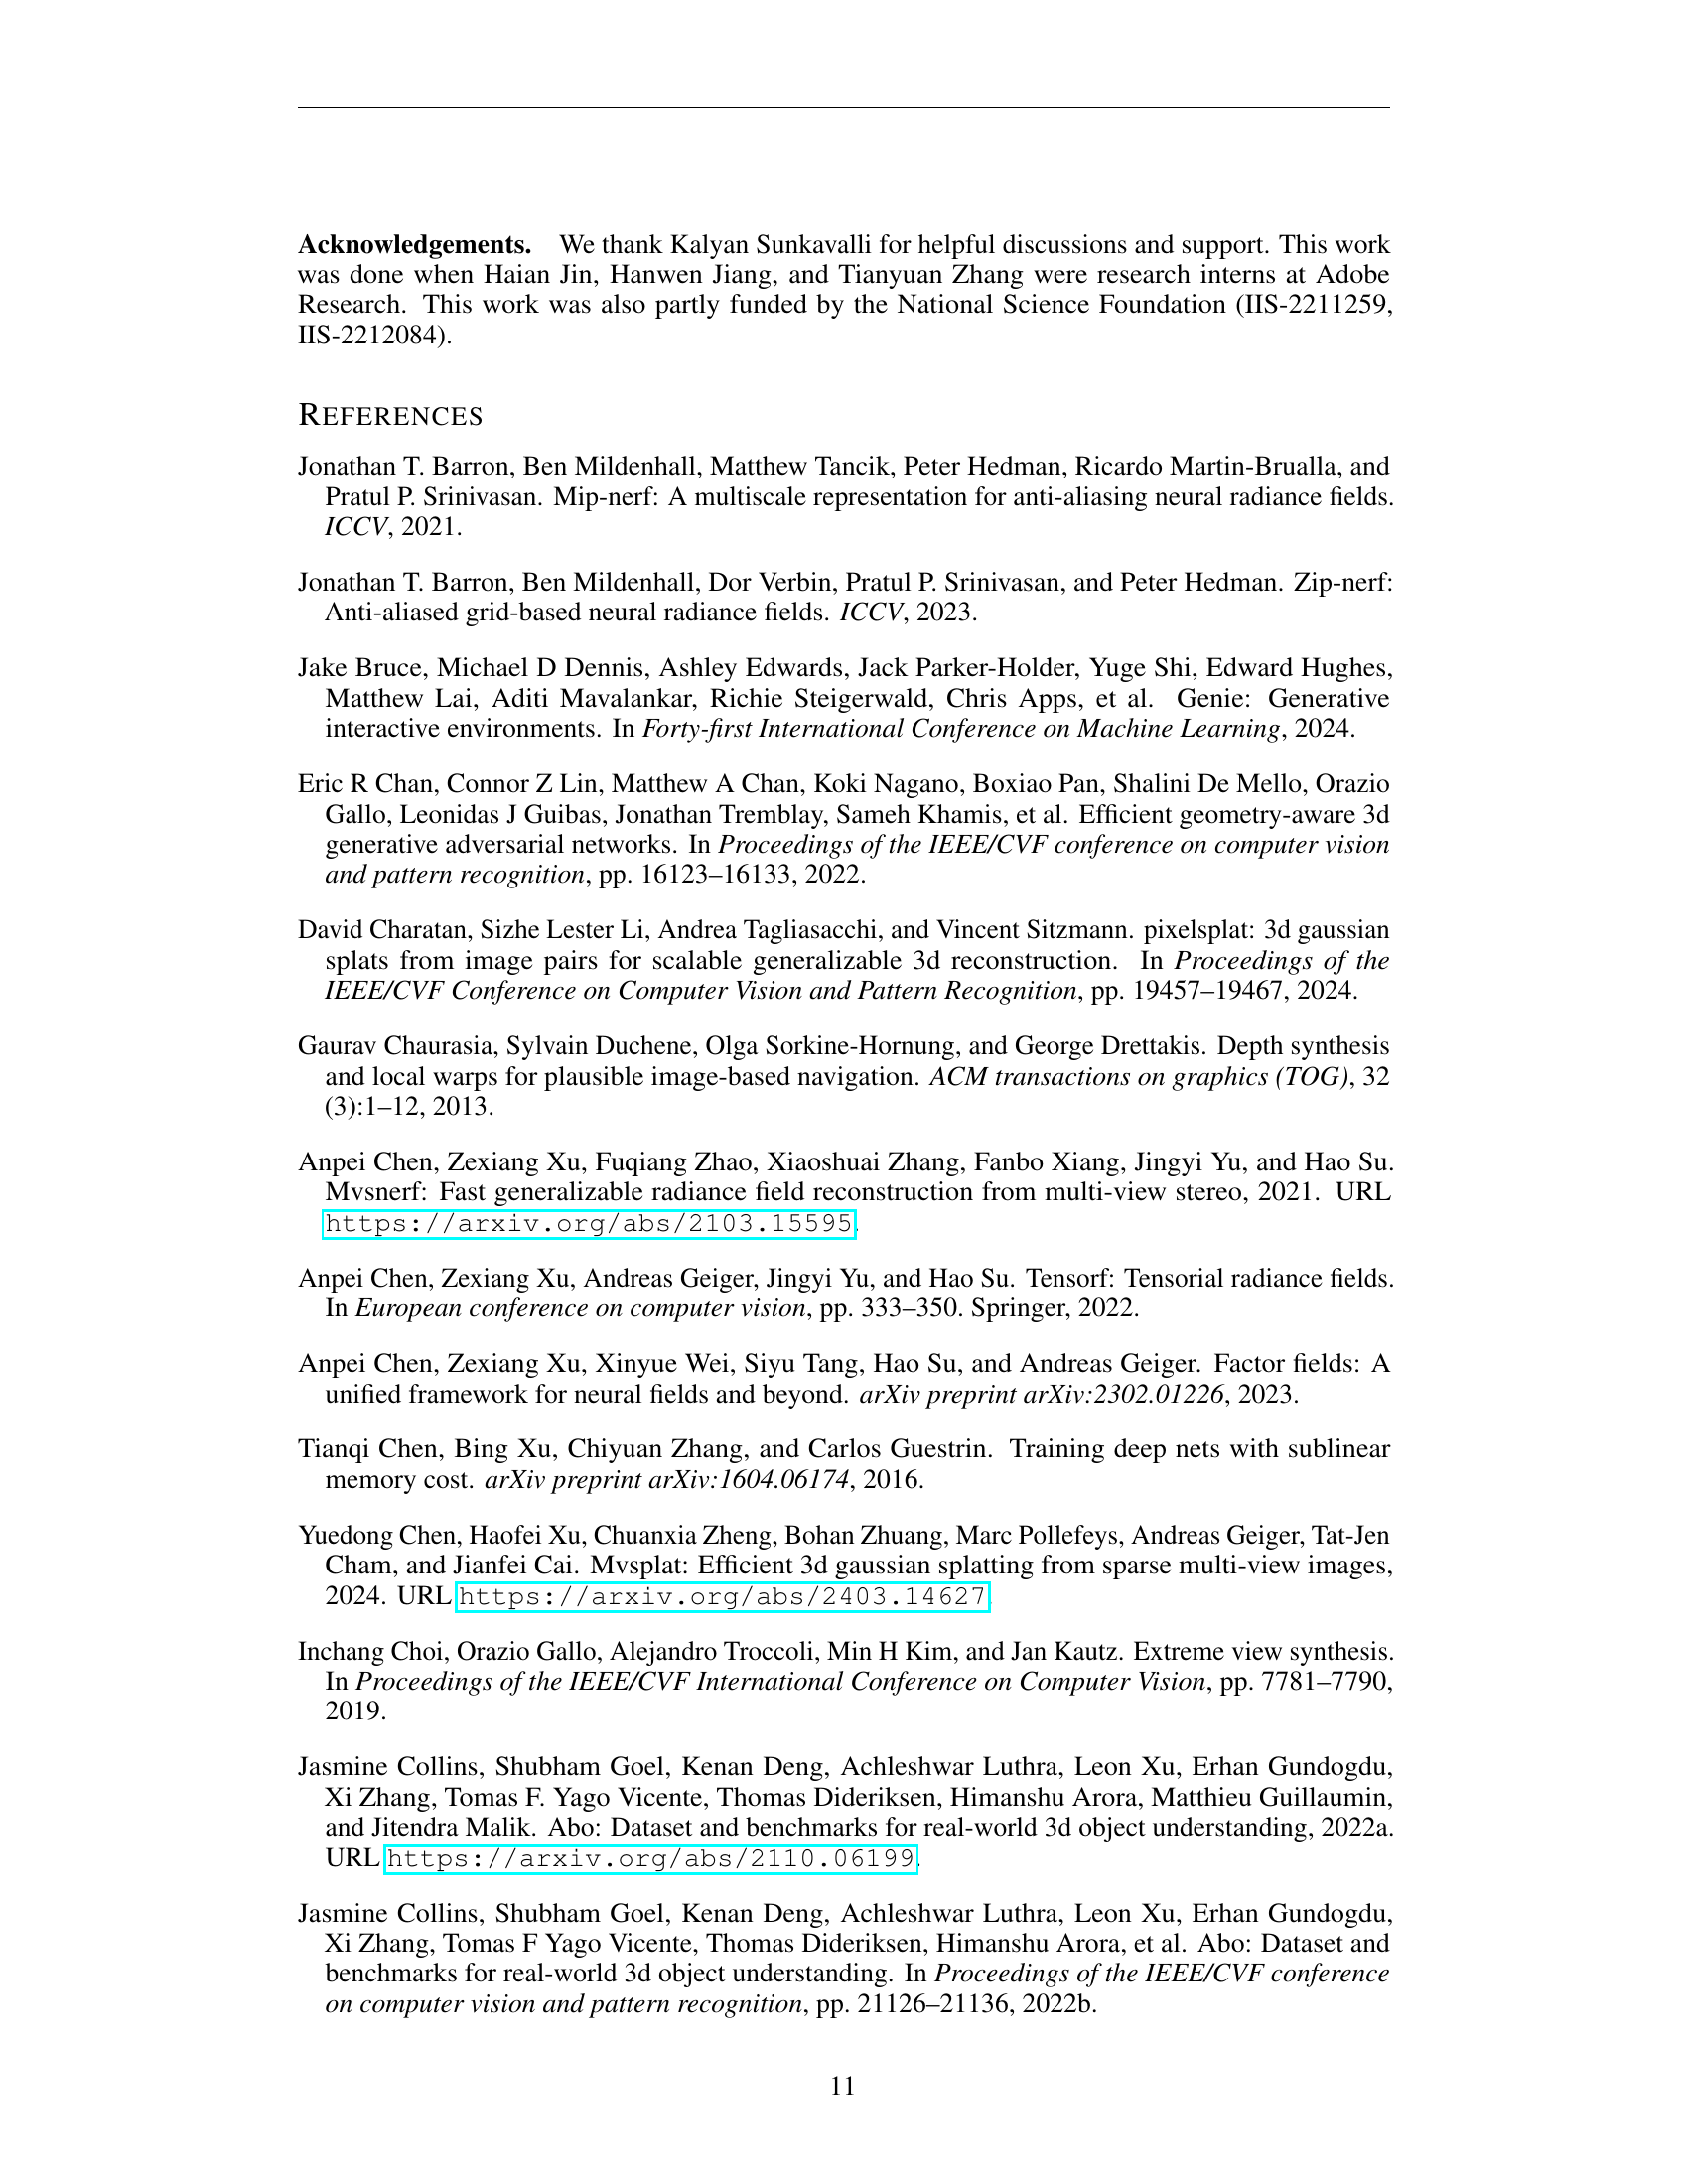 Acknowledgements. We thank Kalyan Sunkavalli for helpful discussions and support. This work
was done when Haian Jin, Hanwen Jiang, and Tianyuan Zhang were research interns at Adobe
Research. This work was also partly funded by the National Science Foundation (IIS-2211259,
IIS-2212084).
REFERENCES
Jonathan T. Barron, Ben Mildenhall, Matthew Tancik, Peter Hedman, Ricardo Martin-Brualla, and
Pratul P. Srinivasan. Mip-nerf: A multiscale representation for anti-aliasing neural radiance fields.
ICCV, 2021.
Jonathan T. Barron, Ben Mildenhall, Dor Verbin, Pratul P. Srinivasan, and Peter Hedman. Zip-nerf:
Anti-aliased grid-based neural radiance fields. ICCV, 2023.
Jake Bruce, Michael D Dennis, Ashley Edwards, Jack Parker-Holder, Yuge Shi, Edward Hughes,
Matthew Lai, Aditi Mavalankar, Richie Steigerwald, Chris Apps, et al. Genie: Generative
interactive environments. In Forty-first International Conference on Machine Learning, 2024.
Eric R Chan, Connor Z Lin, Matthew A Chan, Koki Nagano, Boxiao Pan, Shalini De Mello, Orazio
Gallo, Leonidas J Guibas, Jonathan Tremblay, Sameh Khamis, et al. Efficient geometry-aware 3d
generative adversarial networks. In Proceedings of the IEEE/CVF conference on computer vision
and pattern recognition, pp. 16123–16133, 2022.
David Charatan, Sizhe Lester Li, Andrea Tagliasacchi, and Vincent Sitzmann. pixelsplat: 3d gaussian
splats from image pairs for scalable generalizable 3d reconstruction. In Proceedings of the
IEEE/CVF Conference on Computer Vision and Pattern Recognition, pp. 19457–19467, 2024.
Gaurav Chaurasia, Sylvain Duchene, Olga Sorkine-Hornung, and George Drettakis. Depth synthesis
and local warps for plausible image-based navigation. ACM transactions on graphics (TOG), 32
(3):1–12, 2013.
Anpei Chen, Zexiang Xu, Fuqiang Zhao, Xiaoshuai Zhang, Fanbo Xiang, Jingyi Yu, and Hao Su.
Mvsnerf: Fast generalizable radiance field reconstruction from multi-view stereo, 2021. URL
https://arxiv.org/abs/2103.15595.
Anpei Chen, Zexiang Xu, Andreas Geiger, Jingyi Yu, and Hao Su. Tensorf: Tensorial radiance fields.
In European conference on computer vision, pp. 333–350. Springer, 2022.
Anpei Chen, Zexiang Xu, Xinyue Wei, Siyu Tang, Hao Su, and Andreas Geiger. Factor fields: A
unified framework for neural fields and beyond. arXiv preprint arXiv:2302.01226, 2023.
Tianqi Chen, Bing Xu, Chiyuan Zhang, and Carlos Guestrin. Training deep nets with sublinear
memory cost. arXiv preprint arXiv:1604.06174, 2016.
Yuedong Chen, Haofei Xu, Chuanxia Zheng, Bohan Zhuang, Marc Pollefeys, Andreas Geiger, Tat-Jen
Cham, and Jianfei Cai. Mvsplat: Efficient 3d gaussian splatting from sparse multi-view images,
2024. URL https://arxiv.org/abs/2403.14627.
Inchang Choi, Orazio Gallo, Alejandro Troccoli, Min H Kim, and Jan Kautz. Extreme view synthesis.
In Proceedings of the IEEE/CVF International Conference on Computer Vision, pp. 7781–7790,
2019.
Jasmine Collins, Shubham Goel, Kenan Deng, Achleshwar Luthra, Leon Xu, Erhan Gundogdu,
Xi Zhang, Tomas F. Yago Vicente, Thomas Dideriksen, Himanshu Arora, Matthieu Guillaumin,
and Jitendra Malik. Abo: Dataset and benchmarks for real-world 3d object understanding, 2022a.
URL https://arxiv.org/abs/2110.06199.
Jasmine Collins, Shubham Goel, Kenan Deng, Achleshwar Luthra, Leon Xu, Erhan Gundogdu,
Xi Zhang, Tomas F Yago Vicente, Thomas Dideriksen, Himanshu Arora, et al. Abo: Dataset and
benchmarks for real-world 3d object understanding. In Proceedings of the IEEE/CVF conference
on computer vision and pattern recognition, pp. 21126–21136, 2022b.
11